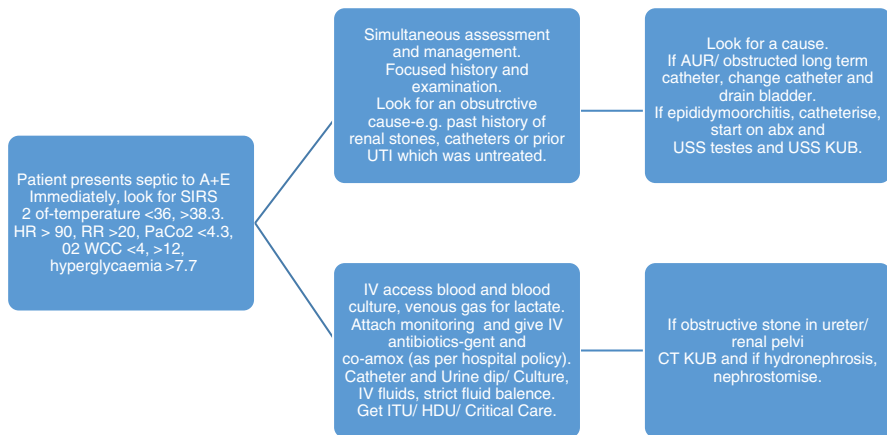 Patient presents septic to A+E
Immediately, look for SIRS
2 of-temperature <36, >38.3.
HR > 90, RR >20, PaCo2 <4.3,
02 WCC <4, >12,
hyperglycaemia >7.7
Simultaneous assessment
and management.
Focused history and
examination.
Look for an obsutrctive
cause-e.g. past history of
renal stones, catheters or prior
UTI which was untreated.
Look for a cause.
If AUR/ obstructed long term
catheter, change catheter and
drain bladder.
If epididymoorchitis, catheterise,
start on abx and
USS testes and USS KUB.
IV access blood and blood
culture, venous gas for lactate.
Attach monitoring and give IV
antibiotics-gent and
co-amox (as per hospital policy).
Catheter and Urine dip/ Culture,
IV fluids, strict fluid balence.
Get ITU/ HDU/ Critical Care.
If obstructive stone in ureter/
renal pelvi
CT KUB and if hydronephrosis,
nephrostomise.